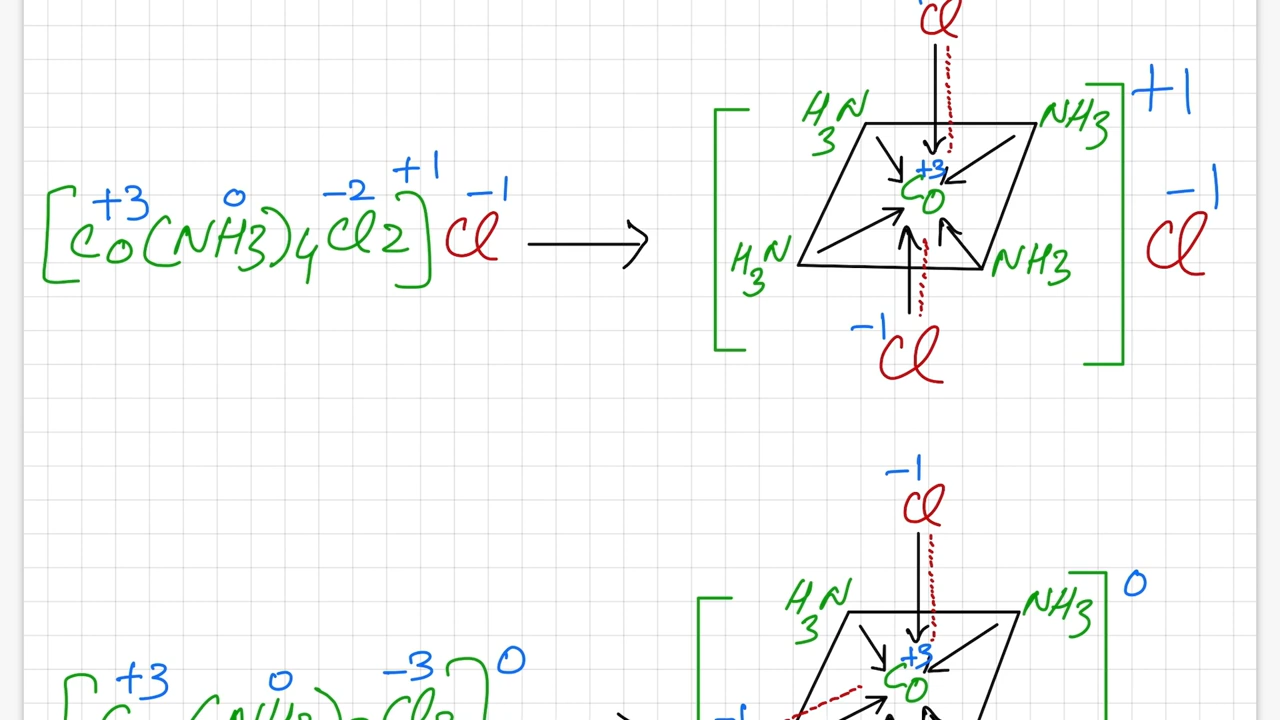 Cl
H3N NH3 +1
+3
Co
[Co(NH3)4Cl2]Cl
+3 0 -2 +1 -1
-1
Cl
H3N NH3
-1
Cl
-1
Cl
H3N NH3 0
+3
Co
+3 0 -3 0
-1